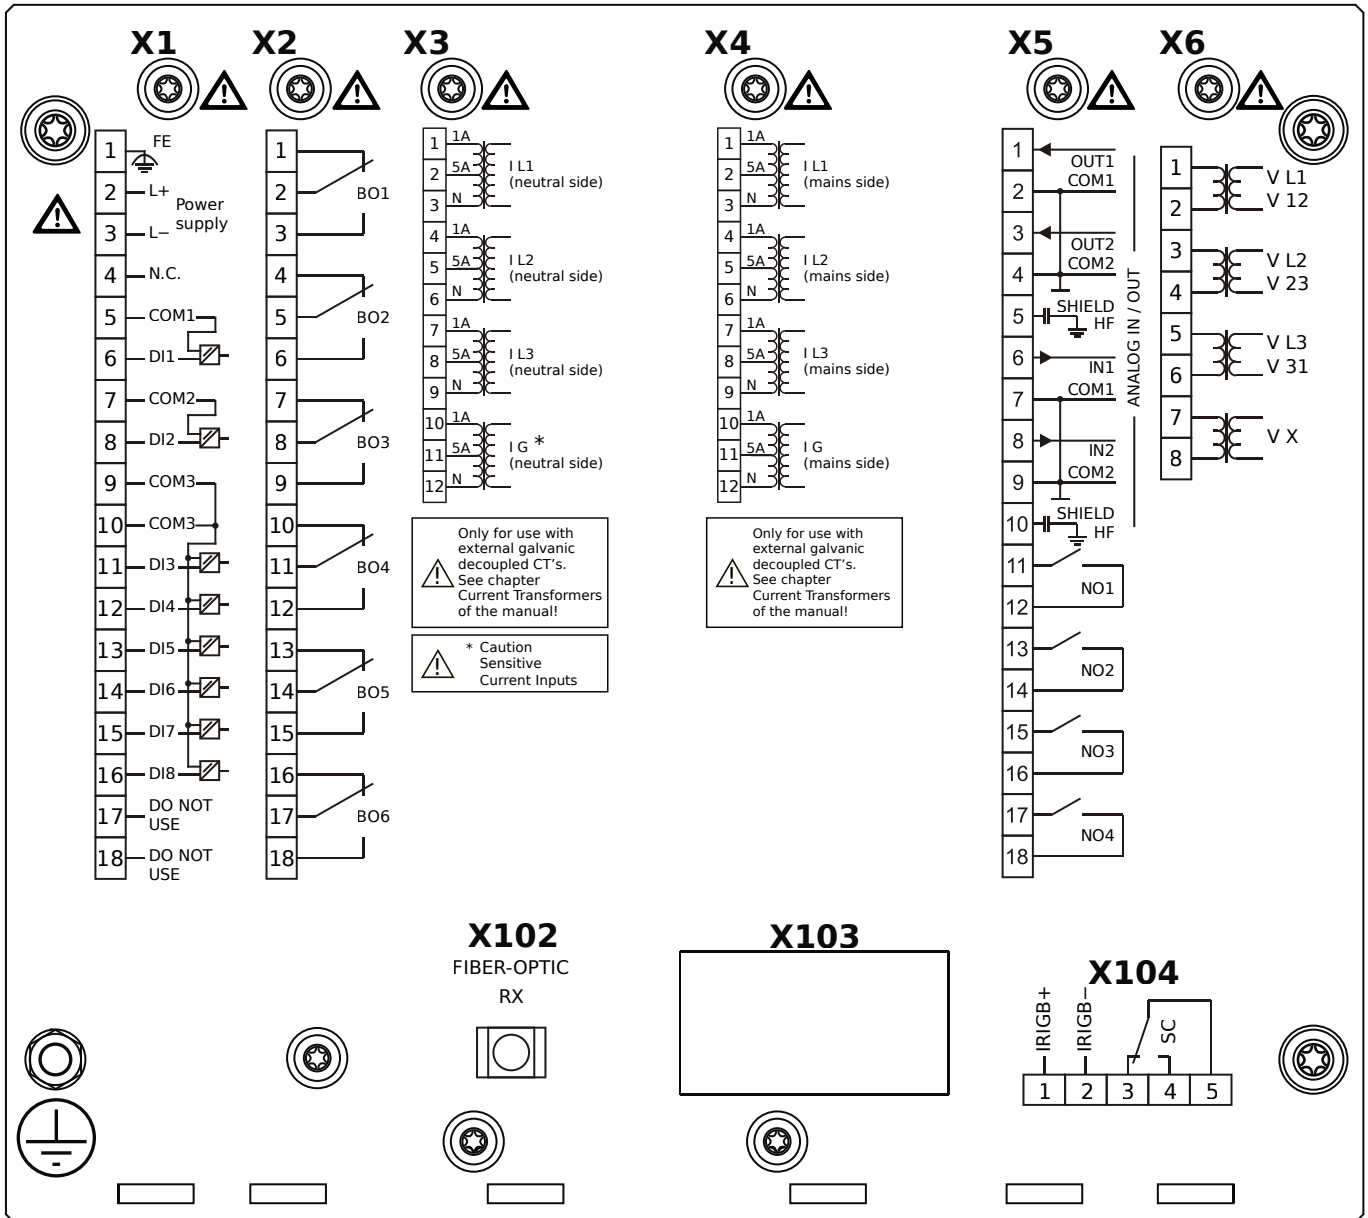 X1
X2
X3
X4
X5
X6
1
FE
2
L+
Power
supply
3
L−
4
N.C.
5
COM1
6
DI1
7
COM2
8
DI2
9
COM3
10
COM3
11
DI3
12
DI4
13
DI5
14
DI6
15
DI7
16
DI8
17
DO NOT
USE
18
DO NOT
USE
1
2
BO1
3
4
5
BO2
6
7
8
BO3
9
10
11
BO4
12
13
14
BO5
15
16
17
BO6
18
1
1A
2
5A
3
N
I L1
(neutral side)
4
1A
5
5A
6
N
I L2
(neutral side)
7
1A
8
5A
9
N
I L3
(neutral side)
10
1A
11
5A
12
N
I G *
(neutral side)
Only for use with
external galvanic
decoupled CT’s.
See chapter
Current Transformers
of the manual!
* Caution
Sensitive
Current Inputs
1
1A
2
5A
3
N
I L1
(mains side)
4
1A
5
5A
6
N
I L2
(mains side)
7
1A
8
5A
9
N
I L3
(mains side)
10
1A
11
5A
12
N
I G
(mains side)
Only for use with
external galvanic
decoupled CT’s.
See chapter
Current Transformers
of the manual!
1
OUT1
2
COM1
3
OUT2
4
COM2
5
SHIELD
HF
6
IN1
7
COM1
8
IN2
9
COM2
10
SHIELD
HF
ANALOG IN / OUT
11
NO1
12
13
NO2
14
15
NO3
16
17
NO4
18
1
V L1
2
V 12
3
V L2
4
V 23
5
V L3
6
V 31
7
V X
8
X102
FIBER-OPTIC
RX
X103
X104
IRIGB+
IRIGB−
SC
1
2
3
4
5